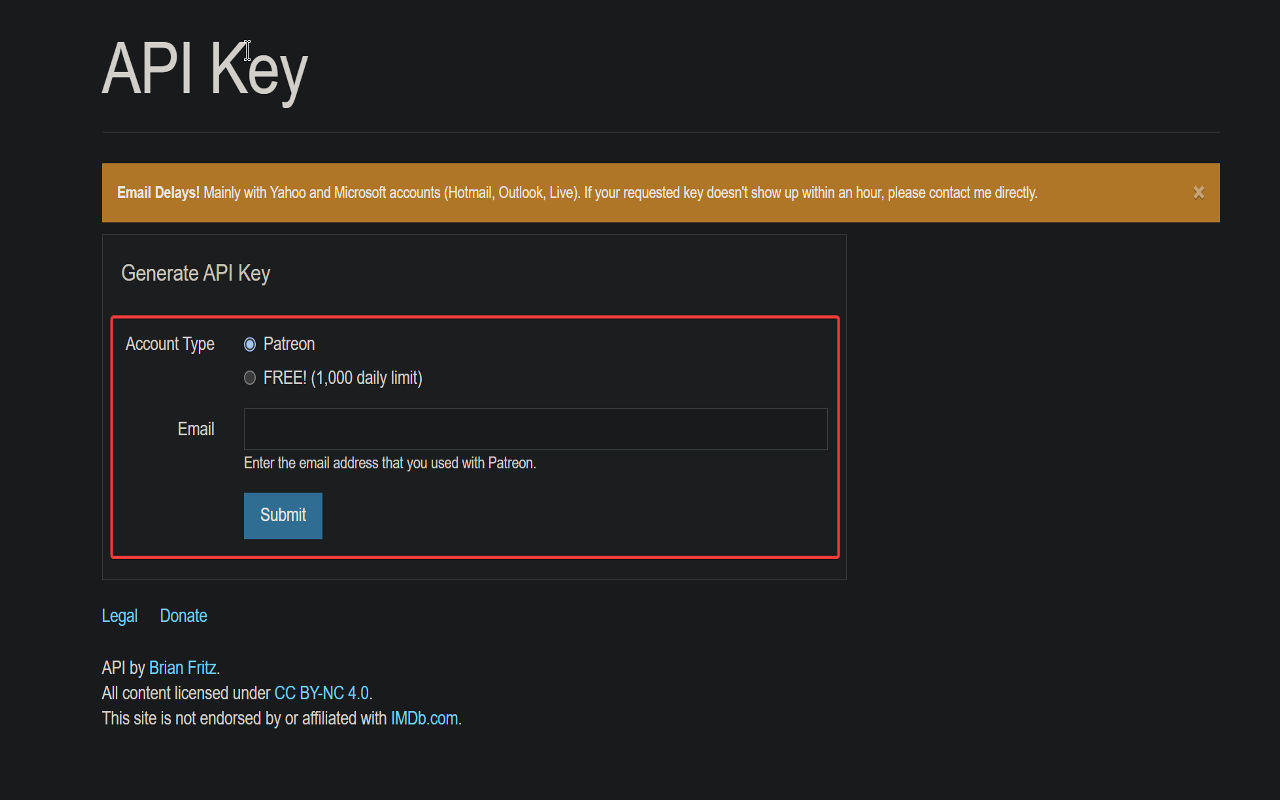 API Key
Email Delays! Mainly with Yahoo and Microsoft accounts (Hotmail, Outlook, Live). If your requested key doesn't show up within an hour, please contact me directly. ×
Generate API Key
Account Type Patreon
FREE! (1,000 daily limit)
Email
Enter the email address that you used with Patreon.
Submit
Legal Donate
API by Brian Fritz.
All content licensed under CC BY-NC 4.0.
This site is not endorsed by or affiliated with IMDb.com.